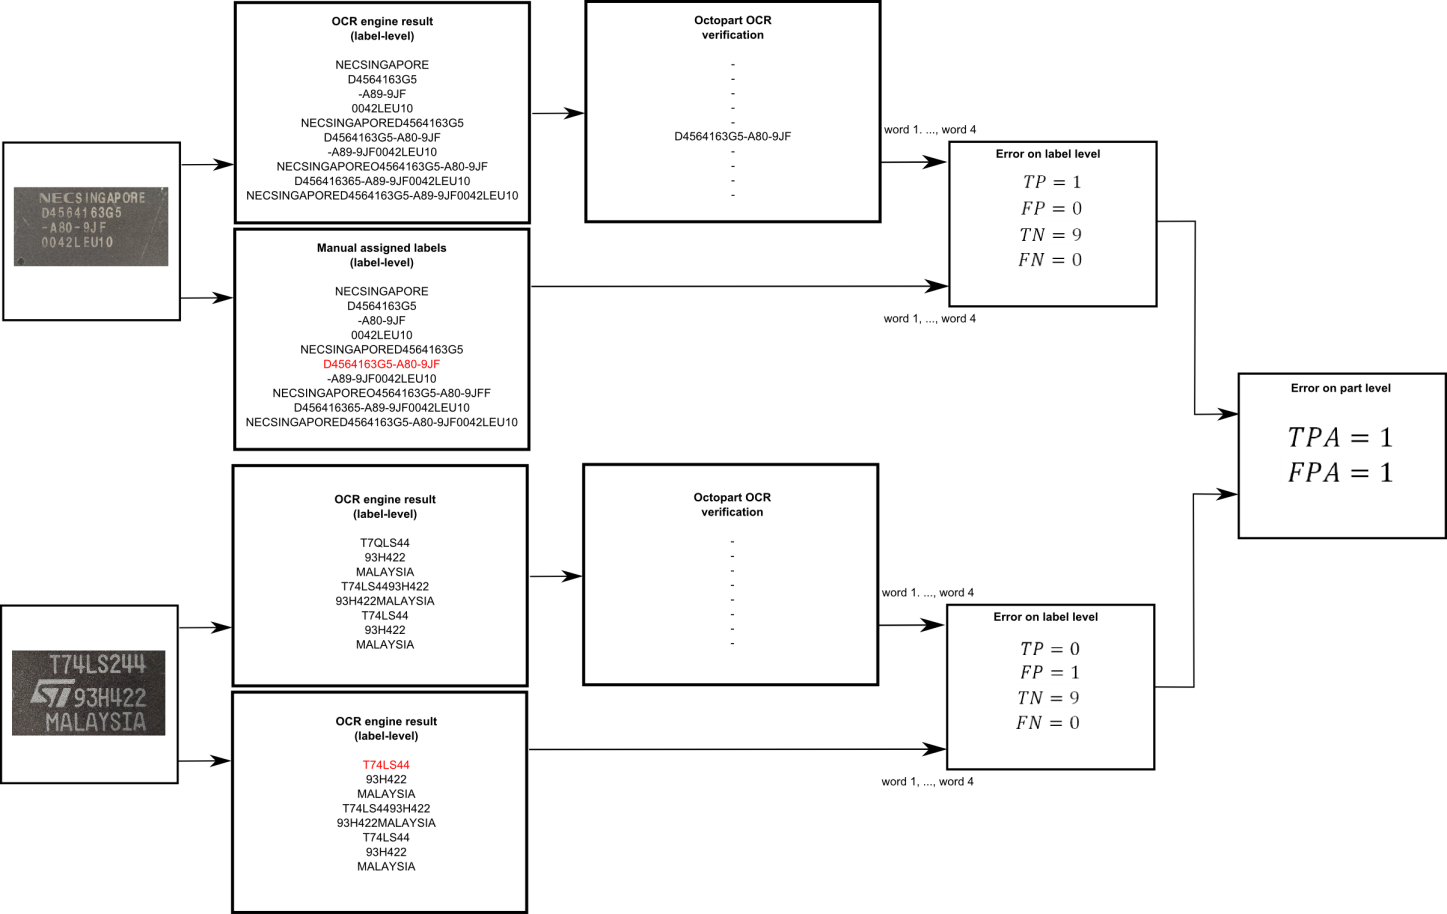 OCR engine result
(label-level)
NECSINGAPORE
D4564163G5
-A89-9JF
0042LEU10
NECSINGAPORED4564163G5
D4564163G5-A80-9JF
-A89-9JF0042LEU10
NECSINGAPOREO4564163G5-A80-9JF
D456416365-A89-9JF0042LEU10
NECSINGAPORED4564163G5-A89-9JF0042LEU10
Octopart OCR
verification
-
-
-
-
-
D4564163G5-A80-9JF
-
-
-
-
NECSINGAPORE
D4564163G5
-A80-9JF
0042LEU10
Manual assigned labels
(label-level)
NECSINGAPORE
D4564163G5
-A80-9JF
0042LEU10
NECSINGAPORED4564163G5
D4564163G5-A80-9JF
-A89-9JF0042LEU10
NECSINGAPOREO4564163G5-A80-9JFF
D456416365-A89-9JF0042LEU10
NECSINGAPORED4564163G5-A80-9JF0042LEU10
word 1. ..., word 4
word 1, ..., word 4
Error on label level
TP = 1
FP = 0
TN = 9
FN = 0
Error on part level
TPA = 1
FPA = 1
OCR engine result
(label-level)
T7QLS44
93H422
MALAYSIA
T74LS4493H422
93H422MALAYSIA
T74LS44
93H422
MALAYSIA
Octopart OCR
verification
-
-
-
-
-
-
-
-
T74LS244
ST 93H422
MALAYSIA
OCR engine result
(label-level)
T74LS44
93H422
MALAYSIA
T74LS4493H422
93H422MALAYSIA
T74LS44
93H422
MALAYSIA
word 1. ..., word 4
word 1, ..., word 4
Error on label level
TP = 0
FP = 1
TN = 9
FN = 0